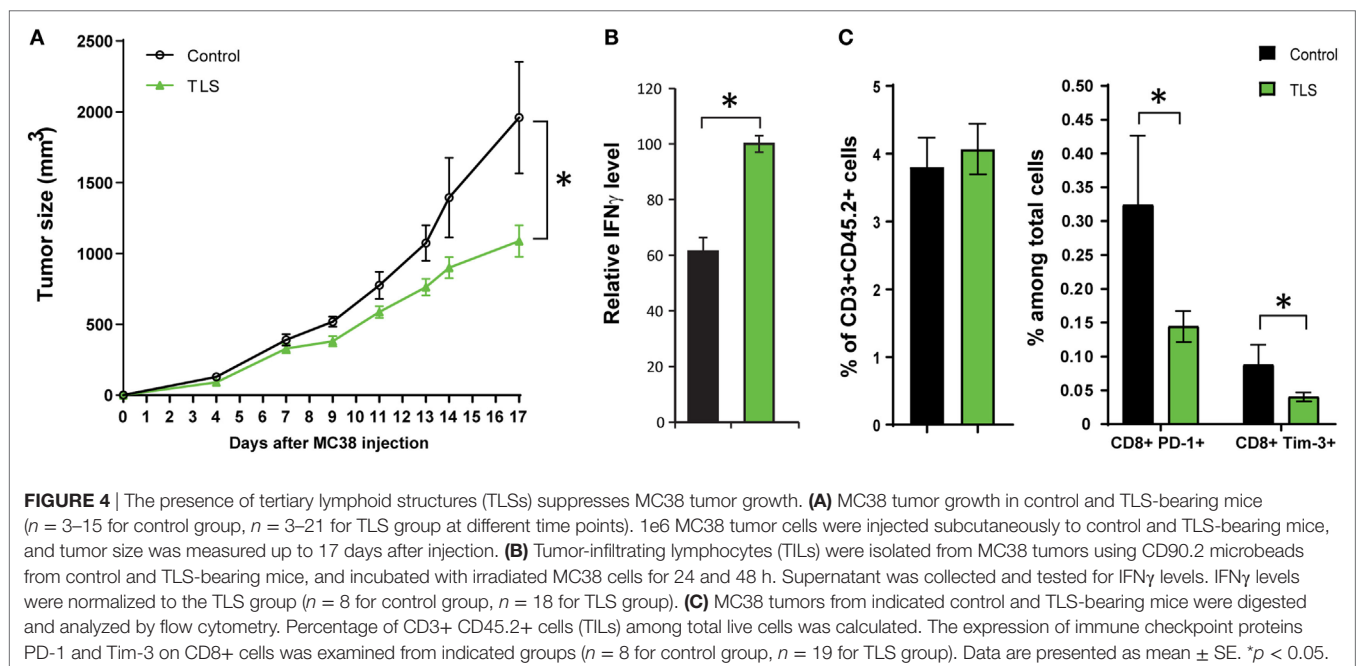 A
Tumor size (mm³)
2500
2000
1500
1000
500
0
Control
TLS
*
0 1 2 3 4 5 6 7 8 9 10 11 12 13 14 15 16 17
Days after MC38 injection
B
Relative IFNγ level
120
100
80
60
40
20
0
*
C
% of CD3+CD45.2+ cells
5
4
3
2
1
0
Control
TLS
% among total cells
0.50
0.45
0.40
0.35
0.30
0.25
0.20
0.15
0.10
0.05
0
*
*
CD8+ PD-1+ CD8+ Tim-3+
FIGURE 4 | The presence of tertiary lymphoid structures (TLSs) suppresses MC38 tumor growth. (A) MC38 tumor growth in control and TLS-bearing mice
(n = 3–15 for control group, n = 3–21 for TLS group at different time points). 1e6 MC38 tumor cells were injected subcutaneously to control and TLS-bearing mice,
and tumor size was measured up to 17 days after injection. (B) Tumor-infiltrating lymphocytes (TILs) were isolated from MC38 tumors using CD90.2 microbeads
from control and TLS-bearing mice, and incubated with irradiated MC38 cells for 24 and 48 h. Supernatant was collected and tested for IFNγ levels. IFNγ levels
were normalized to the TLS group (n = 8 for control group, n = 18 for TLS group). (C) MC38 tumors from indicated control and TLS-bearing mice were digested
and analyzed by flow cytometry. Percentage of CD3+ CD45.2+ cells (TILs) among total live cells was calculated. The expression of immune checkpoint proteins
PD-1 and Tim-3 on CD8+ cells was examined from indicated groups (n = 8 for control group, n = 19 for TLS group). Data are presented as mean ± SE. *p < 0.05.